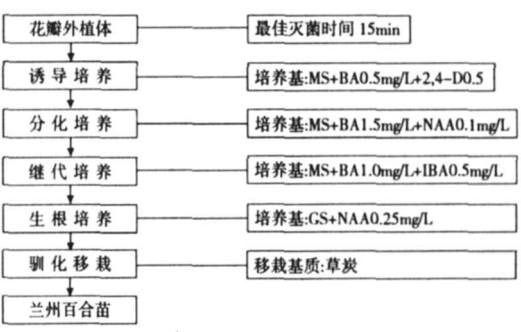 花瓣外植体
最佳灭菌时间 15min
诱导培养
培养基:MS+BA0.5mg/L+2,4-D0.5
分化培养
培养基:MS+BA1.5mg/L+NAA0.1mg/L
继代培养
培养基:MS+BA1.0mg/L+IBA0.5mg/L
生根培养
培养基:GS+NAA0.25mg/L
驯化移栽
移栽基质:草炭
兰州百合苗